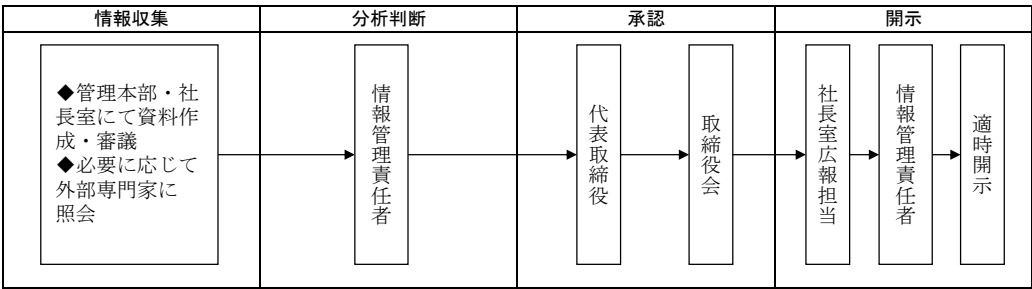 情報収集
分析判断
承認
開示
◆管理本部・社
長室にて資料作
成・審議
◆必要に応じて
外部専門家に
照会
情報管理責任者
代表取締役
取締役会
社長室広報担当
情報管理責任者
適時開示